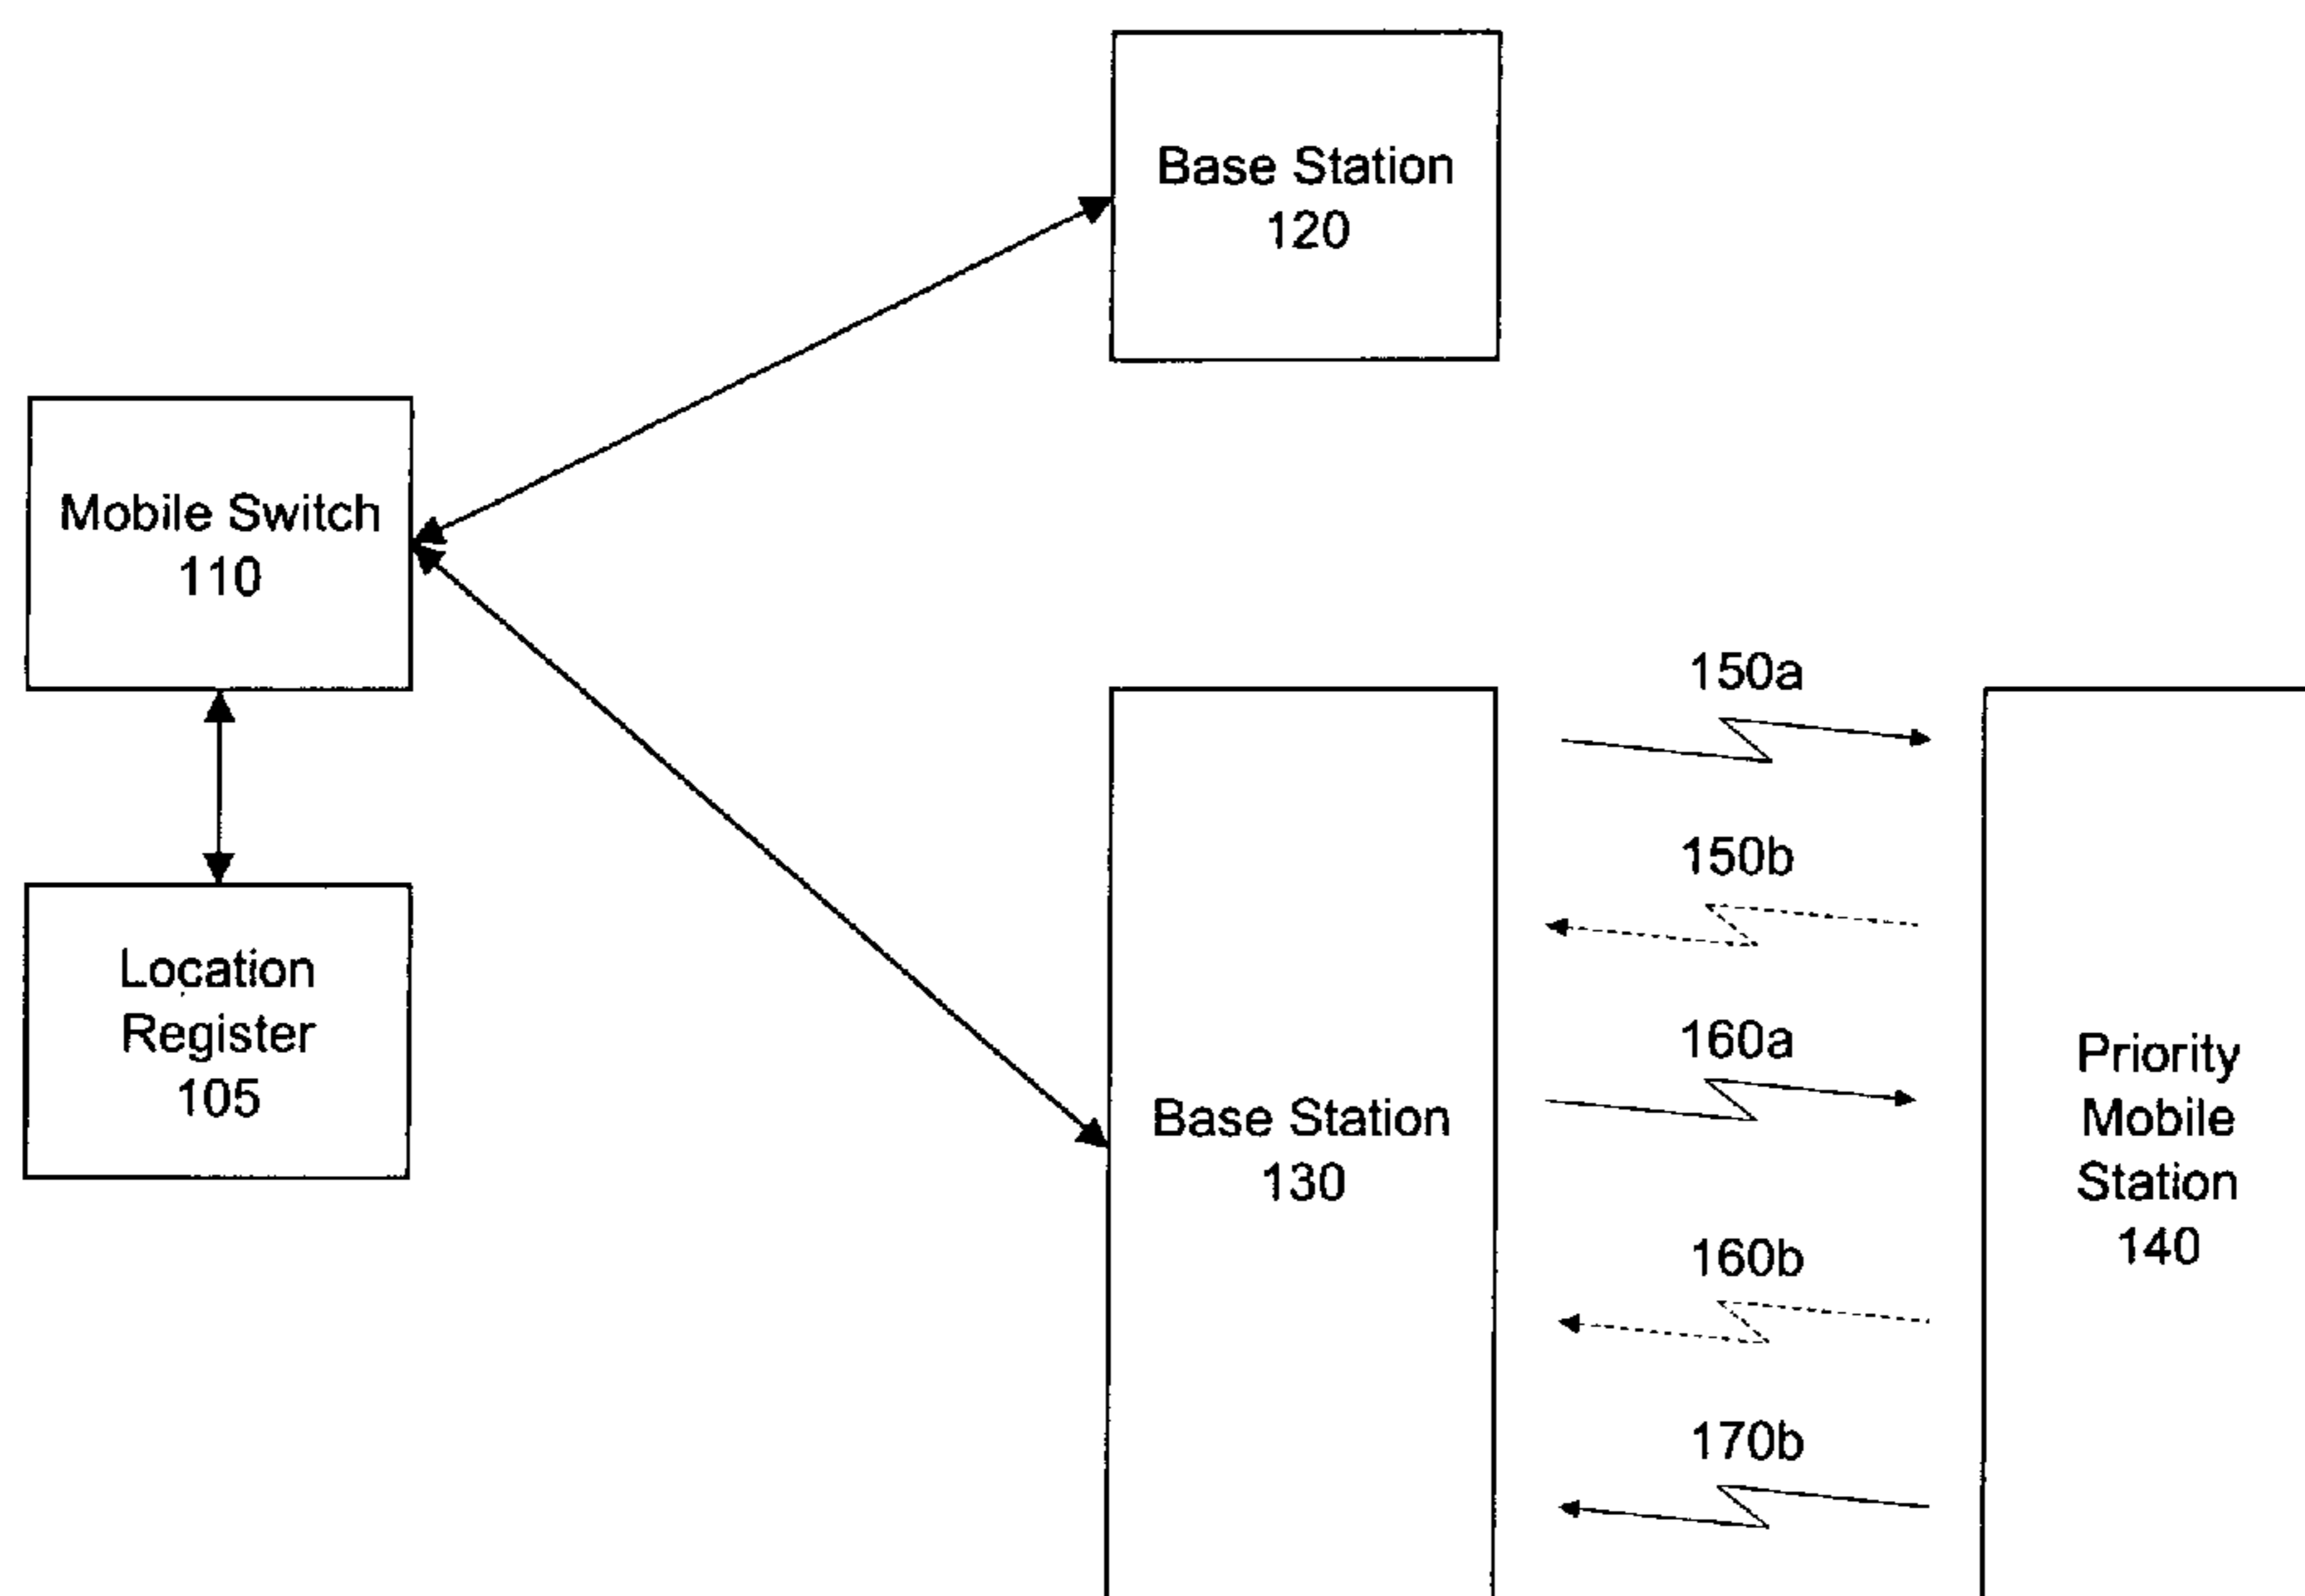 Base Station
120
Mobile Switch
110
Location
Register
105
Base Station
130
150a
150b
160a
160b
170b
Priority
Mobile
Station
140